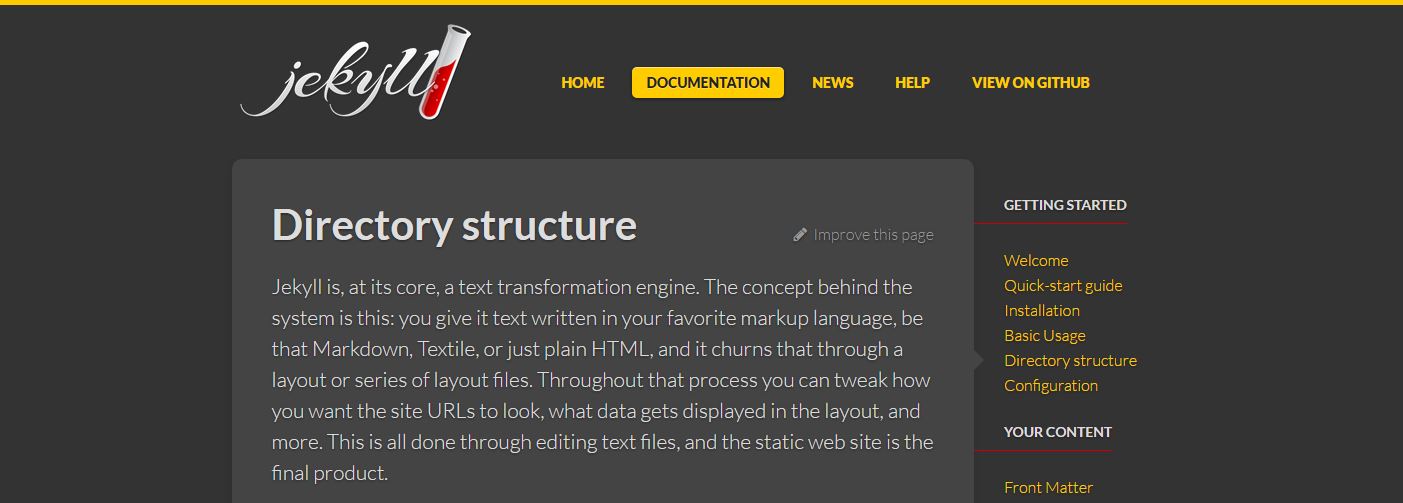 jekyll
HOME
DOCUMENTATION
NEWS
HELP
VIEW ON GITHUB
Directory structure
Improve this page
Jekyll is, at its core, a text transformation engine. The concept behind the
system is this: you give it text written in your favorite markup language, be
that Markdown, Textile, or just plain HTML, and it churns that through a
layout or series of layout files. Throughout that process you can tweak how
you want the site URLs to look, what data gets displayed in the layout, and
more. This is all done through editing text files, and the static web site is the
final product.
GETTING STARTED
Welcome
Quick-start guide
Installation
Basic Usage
Directory structure
Configuration
YOUR CONTENT
Front Matter